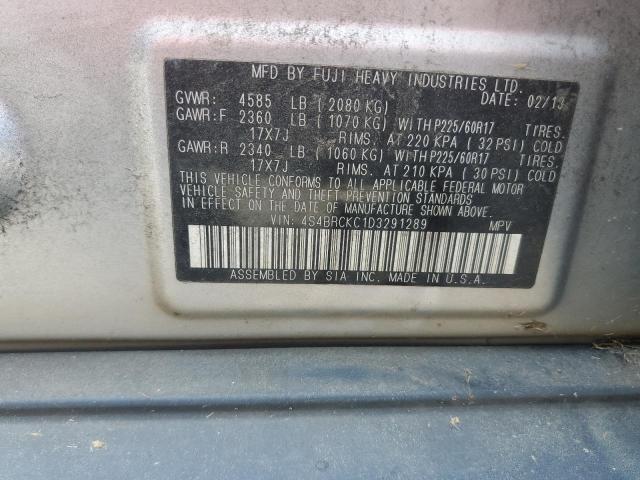 MFD BY FUJI HEAVY INDUSTRIES LTD.
GVWR: 4585 LB (2080 KG) DATE: 02/13
GAWR:F 2360 LB (1070 KG) WITH P225/60R17 TIRES,
17X7J RIMS, AT 220 KPA (32 PSI) COLD
GAWR:R 2340 LB (1060 KG) WITH P225/60R17 TIRES,
17X7J RIMS, AT 210 KPA (30 PSI) COLD
THIS VEHICLE CONFORMS TO ALL APPLICABLE FEDERAL MOTOR
VEHICLE SAFETY AND THEFT PREVENTION STANDARDS
IN EFFECT ON THE DATE OF MANUFACTURE SHOWN ABOVE.
VIN: 4S4BRCKC1D3291289 MPV
ASSEMBLED BY SIA INC. MADE IN U.S.A.